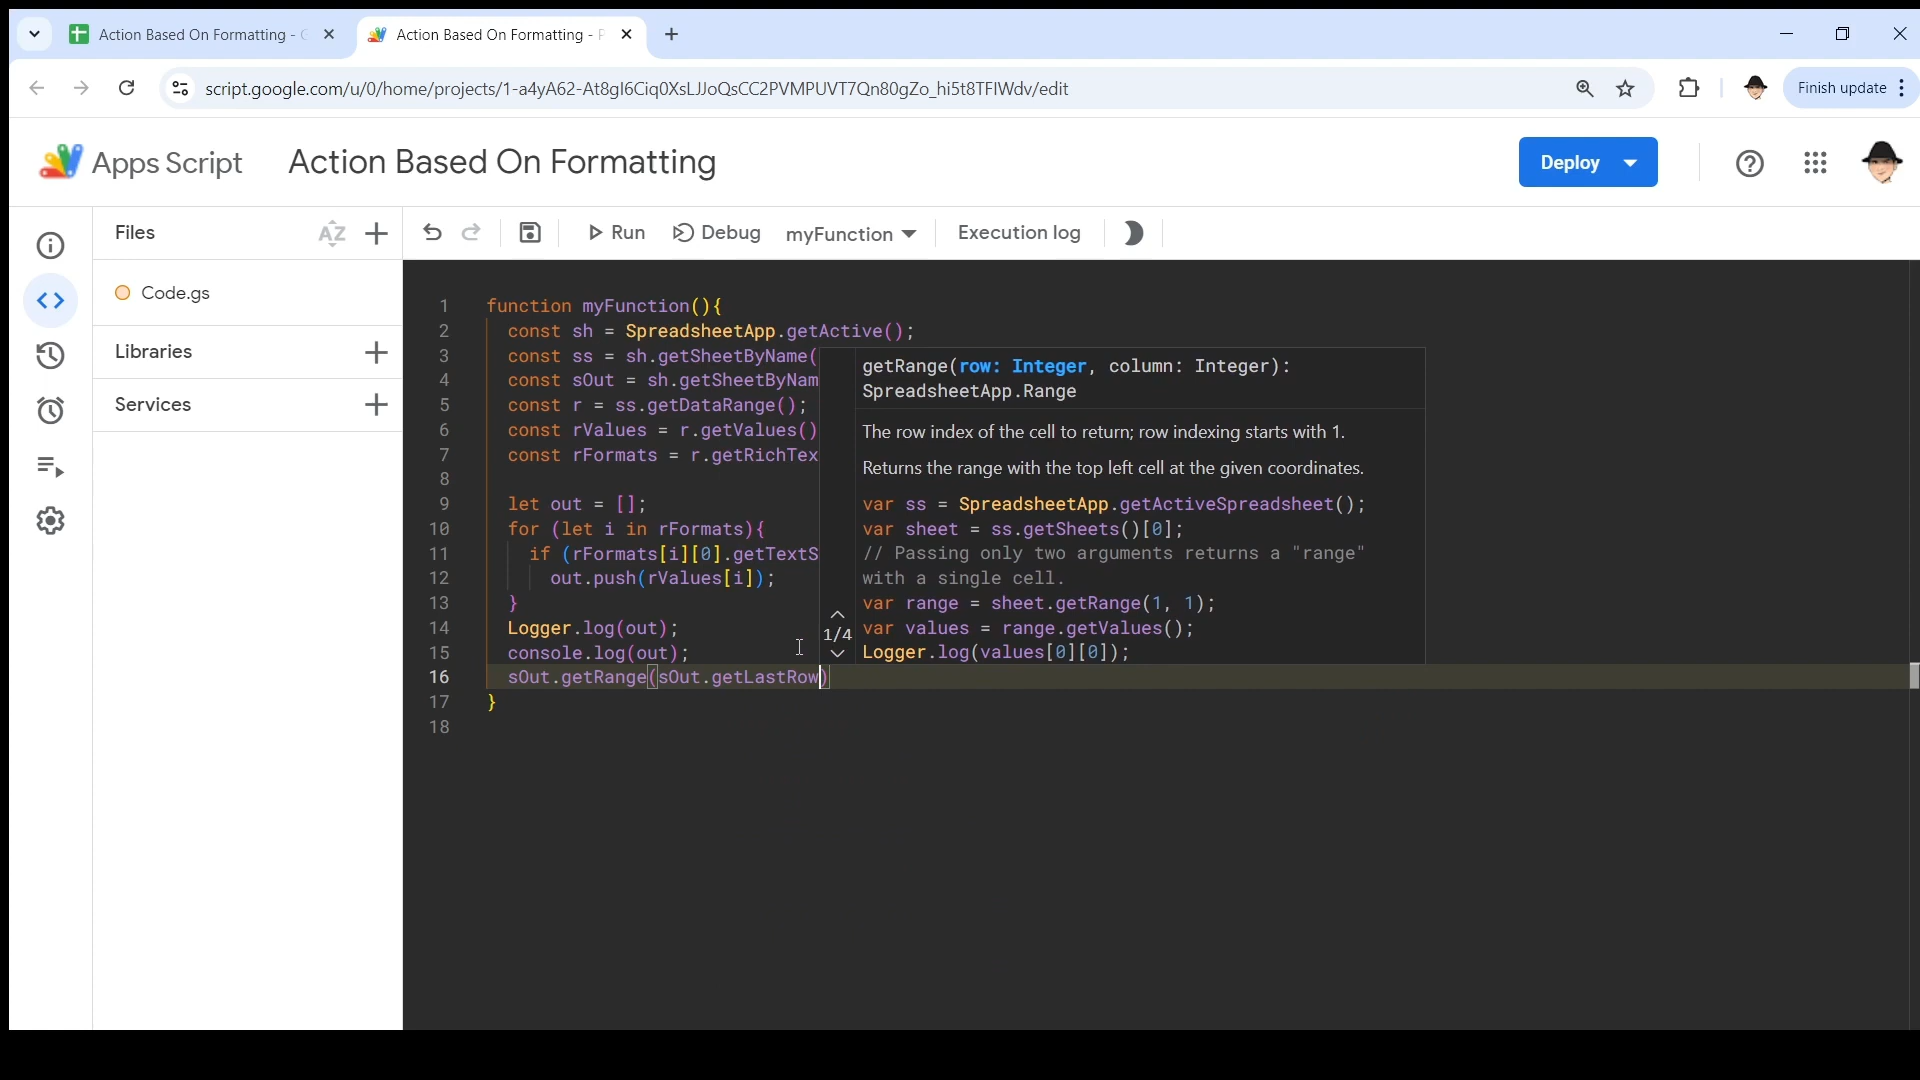 Action Based On Formatting -
Action Based On Formatting -
script.google.com/u/0/home/projects/1-a4yA62-At8gI6Ciq0XsLJJoQsCC2PVMPUVT7Qn80gZo_hi5t8TFIWdv/edit
Finish update
Apps Script
Action Based On Formatting
Deploy
Files
AZ
Run
Debug
myFunction
Execution log
Code.gs
Libraries
Services
1 function myFunction(){
2 const sh = SpreadsheetApp.getActive();
3 const ss = sh.getSheetByName(
4 const sOut = sh.getSheetByNam
5 const r = ss.getDataRange();
6 const rValues = r.getValues()
7 const rFormats = r.getRichTex
8
9 let out = [];
10 for (let i in rFormats){
11 if (rFormats[i][0].getTextS
12 out.push(rValues[i]);
13 }
14 Logger.log(out);
15 console.log(out);
16 sOut.getRange(sOut.getLastRow)
17 }
18
getRange(row: Integer, column: Integer):
SpreadsheetApp.Range
The row index of the cell to return; row indexing starts with 1.
Returns the range with the top left cell at the given coordinates.
var ss = SpreadsheetApp.getActiveSpreadsheet();
var sheet = ss.getSheets()[0];
// Passing only two arguments returns a "range"
with a single cell.
var range = sheet.getRange(1, 1);
var values = range.getValues();
Logger.log(values[0][0]);
1/4